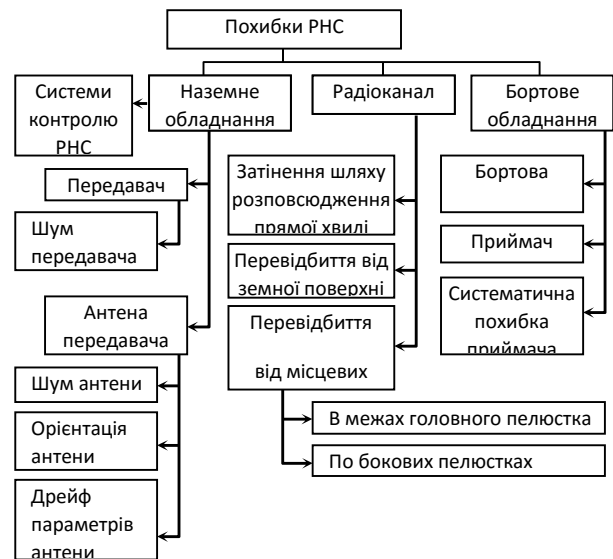 Похибки РНС
Системи
контролю
РНС
Наземне
обладнання
Радіоканал
Бортове
обладнання
Передавач
Шум
передавача
Антена
передавача
Шум антени
Орієнтація
антени
Дрейф
параметрів
антени
Затінення шляху
розповсюдження
прямої хвилі
Перевідбиття від
земної поверхні
Перевідбиття
від місцевих
В межах головного пелюстка
По бокових пелюстках
Бортова
Приймач
Систематична
похибка
приймача